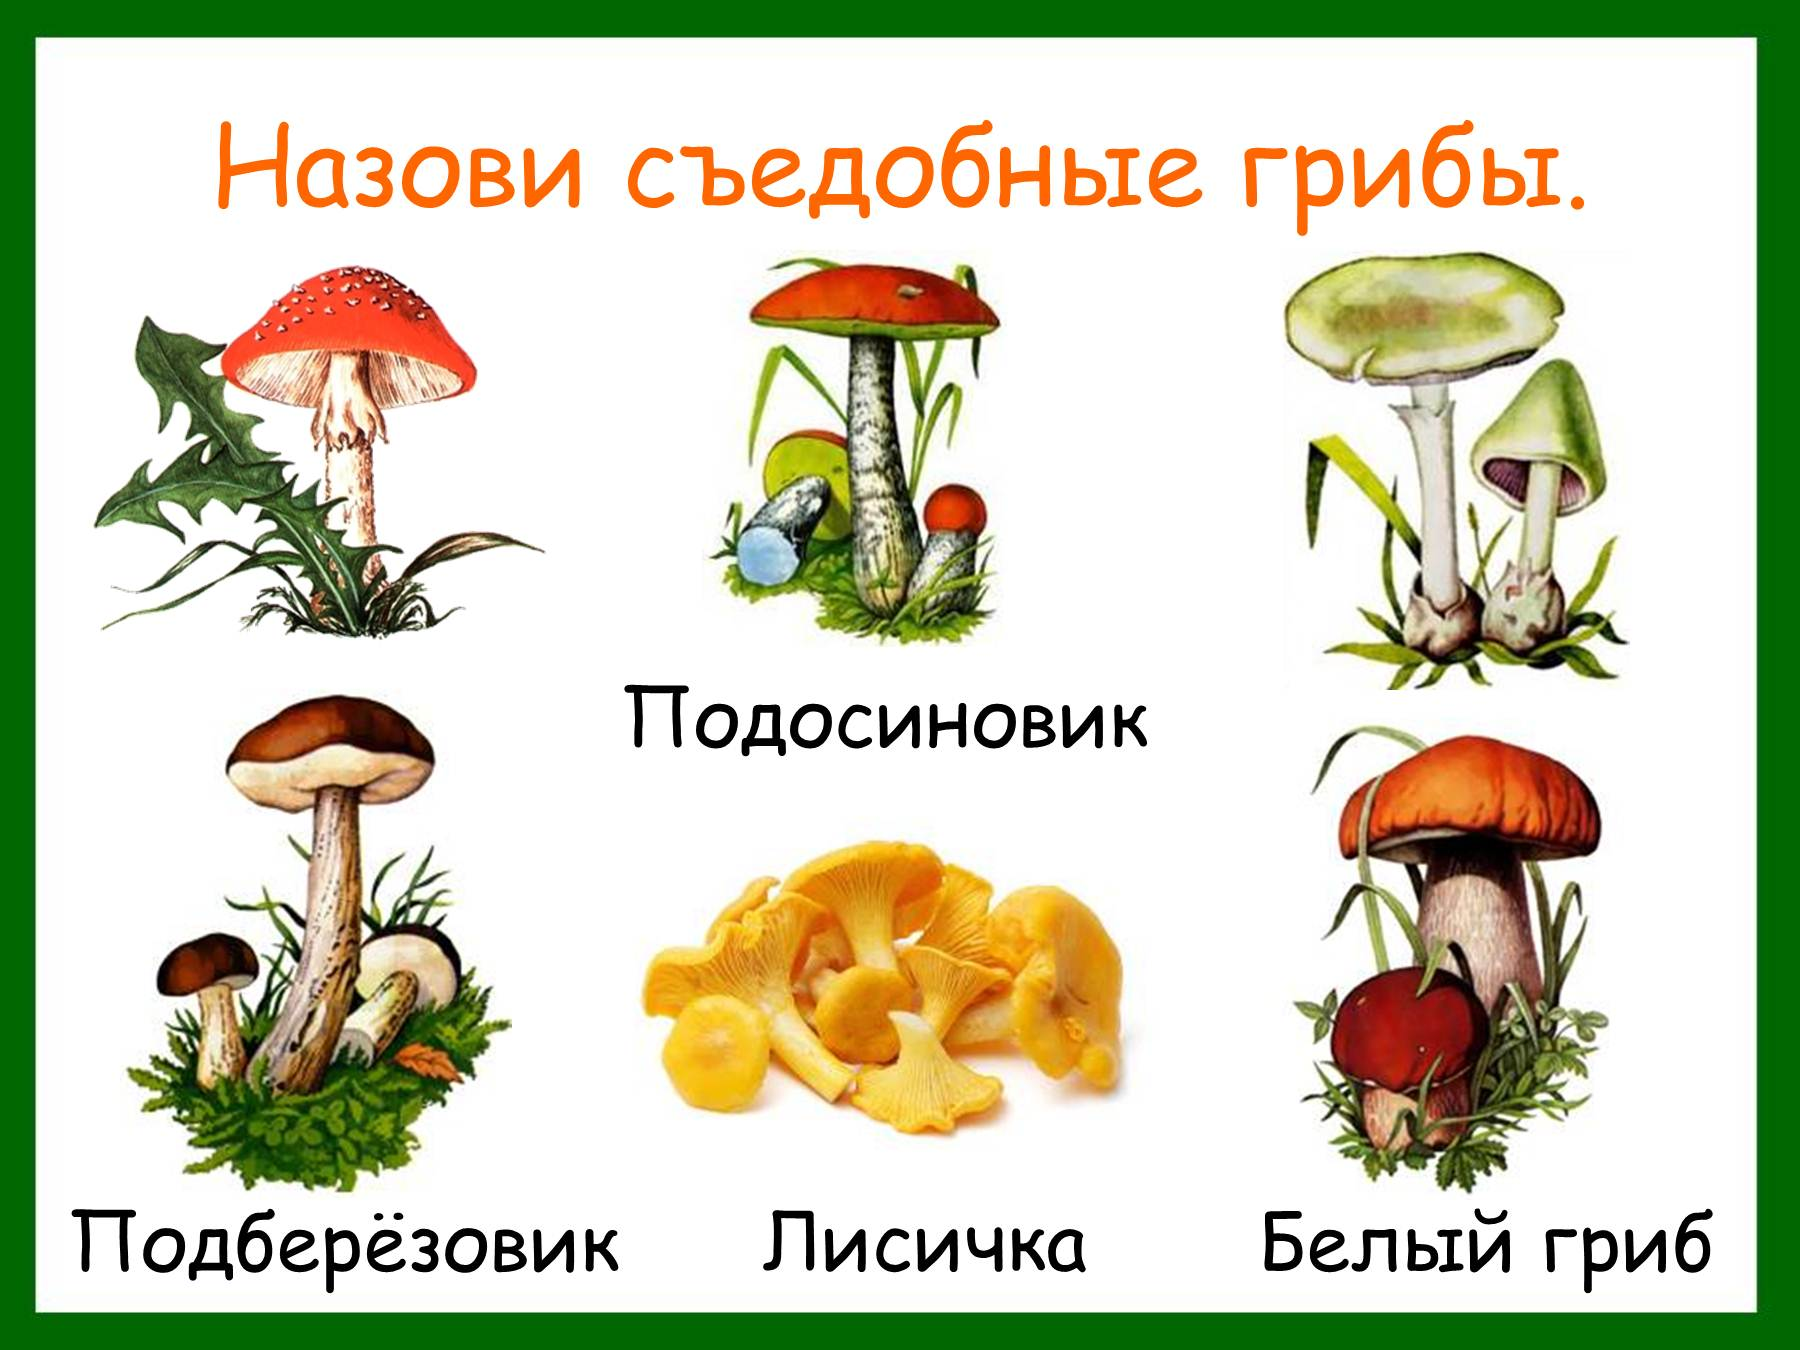 Назови съедобные грибы.
Подосиновик
Подберёзовик
Лисичка
Белый гриб